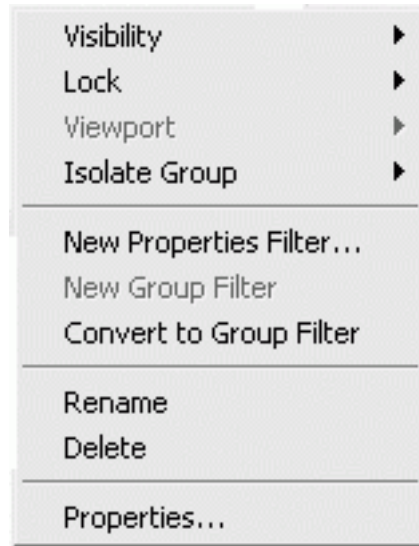 Visibility
Lock
Viewport
Isolate Group
New Properties Filter...
New Group Filter
Convert to Group Filter
Rename
Delete
Properties...